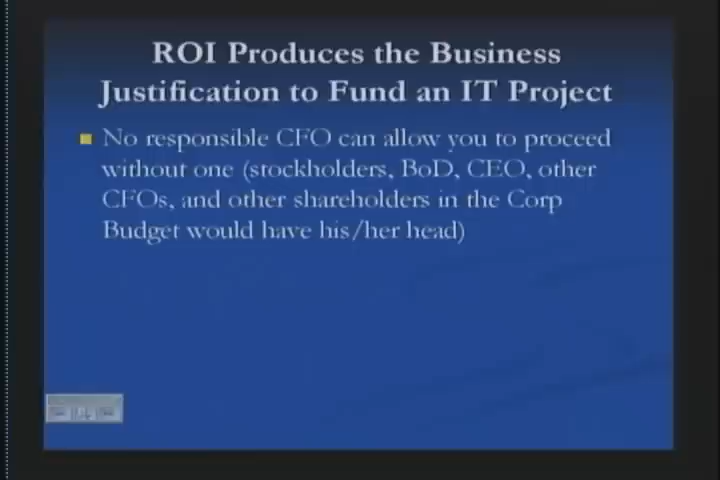 ROI Produces the Business
Justification to Fund an IT Project
No responsible CFO can allow you to proceed
without one (stockholders, BoD, CEO, other
CFOs, and other shareholders in the Corp
Budget would have his/her head)